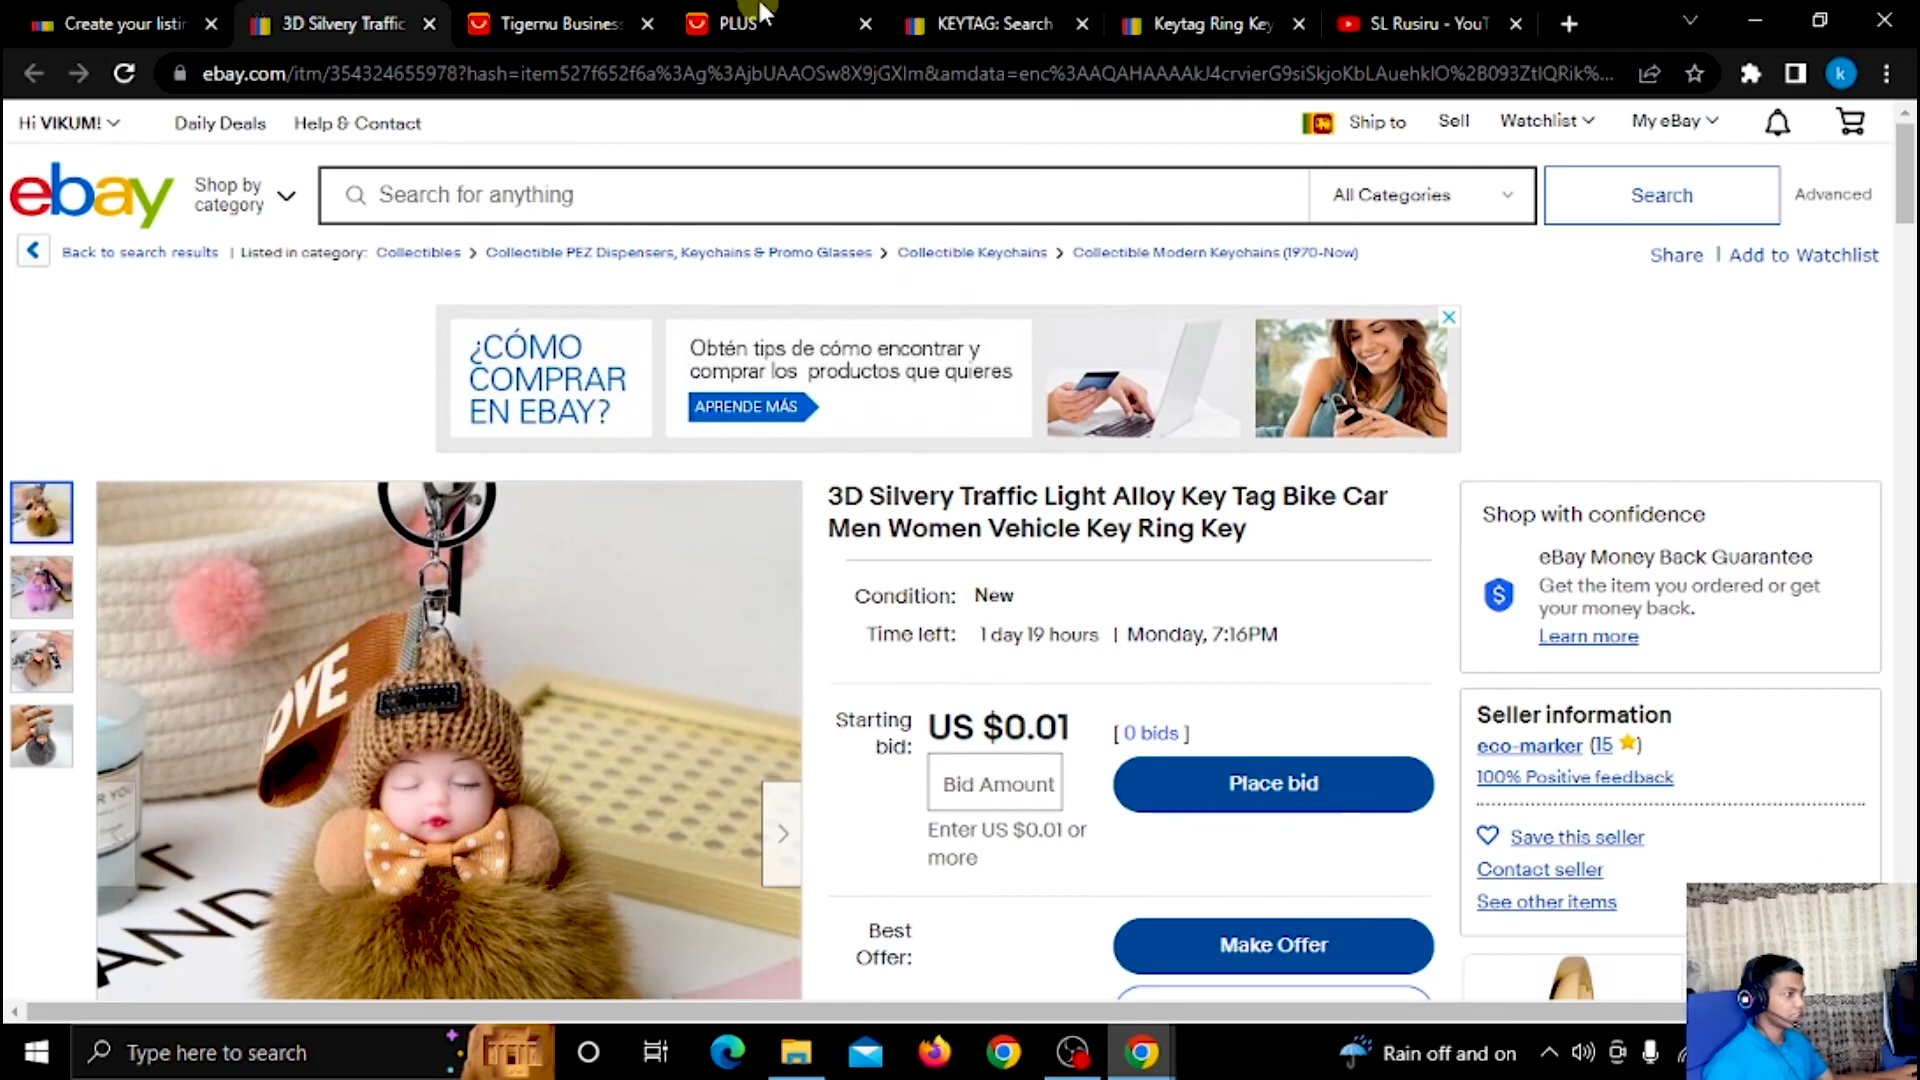 Create your listin
3D Silvery Traffic
Tigernu Business
PLUS
KEYTAG: Search
Keytag Ring Key
SL Rusiru - YouT
ebay.com/itm/354324655978?hash=item527f652f6a%3Ag%3AjbUAAOSw8X9jGXIm&amdata=enc%3AAQAHAAAAkJ4crvierG9siSkjoKbLAuehklO%2B093ZtIQRik%...
k
Hi VIKUM!
Daily Deals
Help & Contact
Ship to
Sell
Watchlist
My eBay
ebay
Shop by
category
Search for anything
All Categories
Search
Advanced
Back to search results | Listed in category: Collectibles > Collectible PEZ Dispensers, Keychains & Promo Glasses > Collectible Keychains > Collectible Modern Keychains (1970-Now)
Share | Add to Watchlist
¿CÓMO
COMPRAR
EN EBAY?
Obtén tips de cómo encontrar y
comprar los productos que quieres
APRENDE MÁS
3D Silvery Traffic Light Alloy Key Tag Bike Car
Men Women Vehicle Key Ring Key
Condition: New
Time left: 1 day 19 hours | Monday, 7:16PM
Starting
bid:
US $0.01
[ 0 bids ]
Bid Amount
Place bid
Enter US $0.01 or
more
Best
Offer:
Make Offer
Shop with confidence
eBay Money Back Guarantee
Get the item you ordered or get
your money back.
Learn more
Seller information
eco-marker (15 )
100% Positive feedback
Save this seller
Contact seller
See other items
OVE
R YOU
AND
Type here to search
Rain off and on